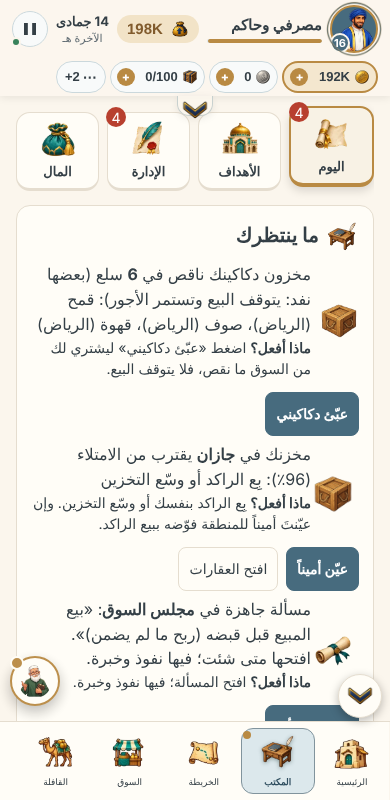 مصرفي وحاكم
198K
14 جمادى
الآخرة هـ
16
192K
0
0/100
+2 ···
4
اليوم
الأهداف
4
الإدارة
المال
ما ينتظرك
مخزون دكاكينك ناقص في 6 سلع (بعضها
نفد: يتوقف البيع وتستمر الأجور): قمح
(الرياض)، صوف (الرياض)، قهوة (الرياض)
ماذا أفعل؟ اضغط «عبّئ دكاكيني» ليشتري لك
من السوق ما نقص، فلا يتوقف البيع.
عبّئ دكاكيني
مخزنك في جازان يقترب من الامتلاء
(96٪): بِع الراكد أو وسّع التخزين
ماذا أفعل؟ بِع الراكد بنفسك أو وسّع التخزين. وإن
عيّنتَ أميناً للمنطقة فوّضه ببيع الراكد.
عيّن أميناً
افتح العقارات
مسألة جاهزة في مجلس السوق: «بيع
المبيع قبل قبضه (ربح ما لم يضمن)».
افتحها متى شئت؛ فيها نفوذ وخبرة.
ماذا أفعل؟ افتح المسألة؛ فيها نفوذ وخبرة.
الرئيسية
المكتب
الخريطة
السوق
القافلة